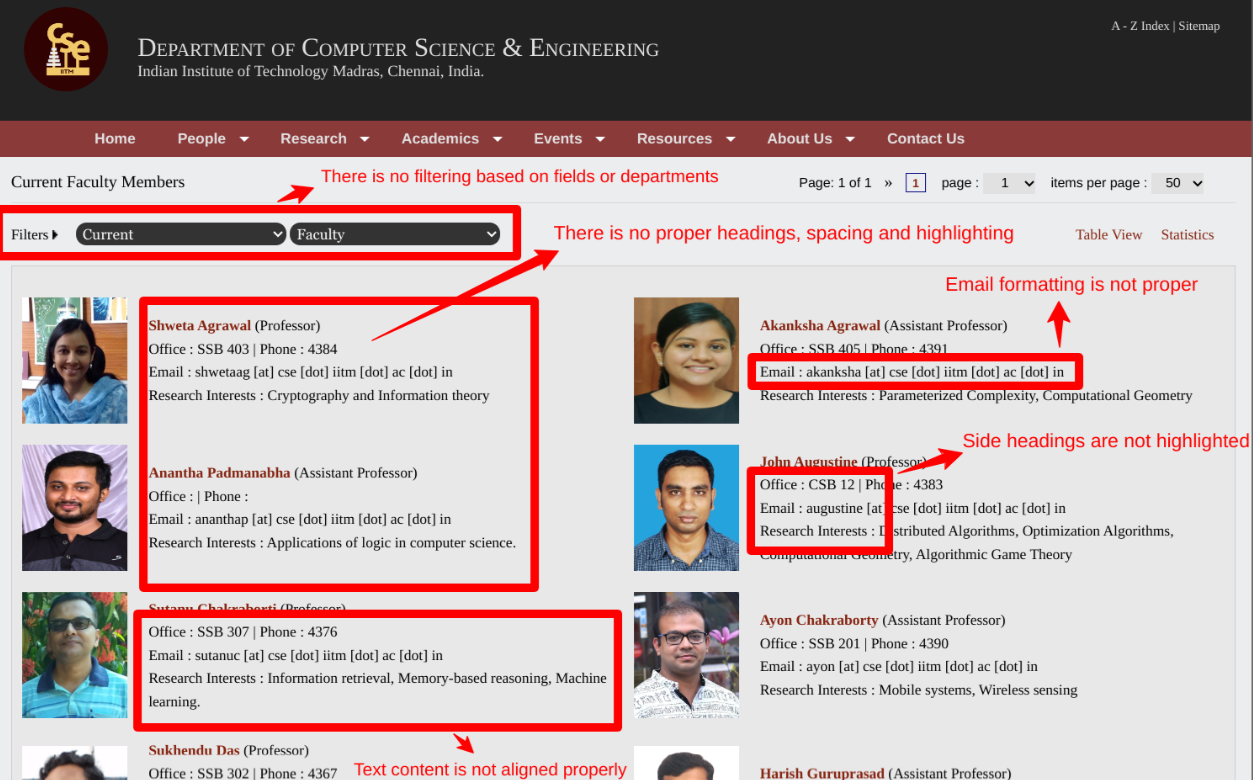 CSE
IITM
DEPARTMENT OF COMPUTER SCIENCE & ENGINEERING
Indian Institute of Technology Madras, Chennai, India.
A - Z Index | Sitemap
Home People Research Academics Events Resources About Us Contact Us
Current Faculty Members
There is no filtering based on fields or departments
Page: 1 of 1 » 1 page : 1 items per page : 50
Filters Current Faculty
There is no proper headings, spacing and highlighting
Table View Statistics
Email formatting is not proper
Shweta Agrawal (Professor)
Office : SSB 403 | Phone : 4384
Email : shwetaag [at] cse [dot] iitm [dot] ac [dot] in
Research Interests : Cryptography and Information theory
Akanksha Agrawal (Assistant Professor)
Office : SSB 405 | Phone : 4391
Email : akanksha [at] cse [dot] iitm [dot] ac [dot] in
Research Interests : Parameterized Complexity, Computational Geometry
Side headings are not highlighted
Anantha Padmanabha (Assistant Professor)
Office : | Phone :
Email : ananthap [at] cse [dot] iitm [dot] ac [dot] in
Research Interests : Applications of logic in computer science.
John Augustine (Professor)
Office : CSB 12 | Phone : 4383
Email : augustine [at] cse [dot] iitm [dot] ac [dot] in
Research Interests : Distributed Algorithms, Optimization Algorithms,
Computational Geometry, Algorithmic Game Theory
Sutanu Chakraborti (Professor)
Office : SSB 307 | Phone : 4376
Email : sutanuc [at] cse [dot] iitm [dot] ac [dot] in
Research Interests : Information retrieval, Memory-based reasoning, Machine
learning.
Ayon Chakraborty (Assistant Professor)
Office : SSB 201 | Phone : 4390
Email : ayon [at] cse [dot] iitm [dot] ac [dot] in
Research Interests : Mobile systems, Wireless sensing
Sukhendu Das (Professor)
Office : SSB 302 | Phone : 4367
Text content is not aligned properly
Harish Guruprasad (Assistant Professor)